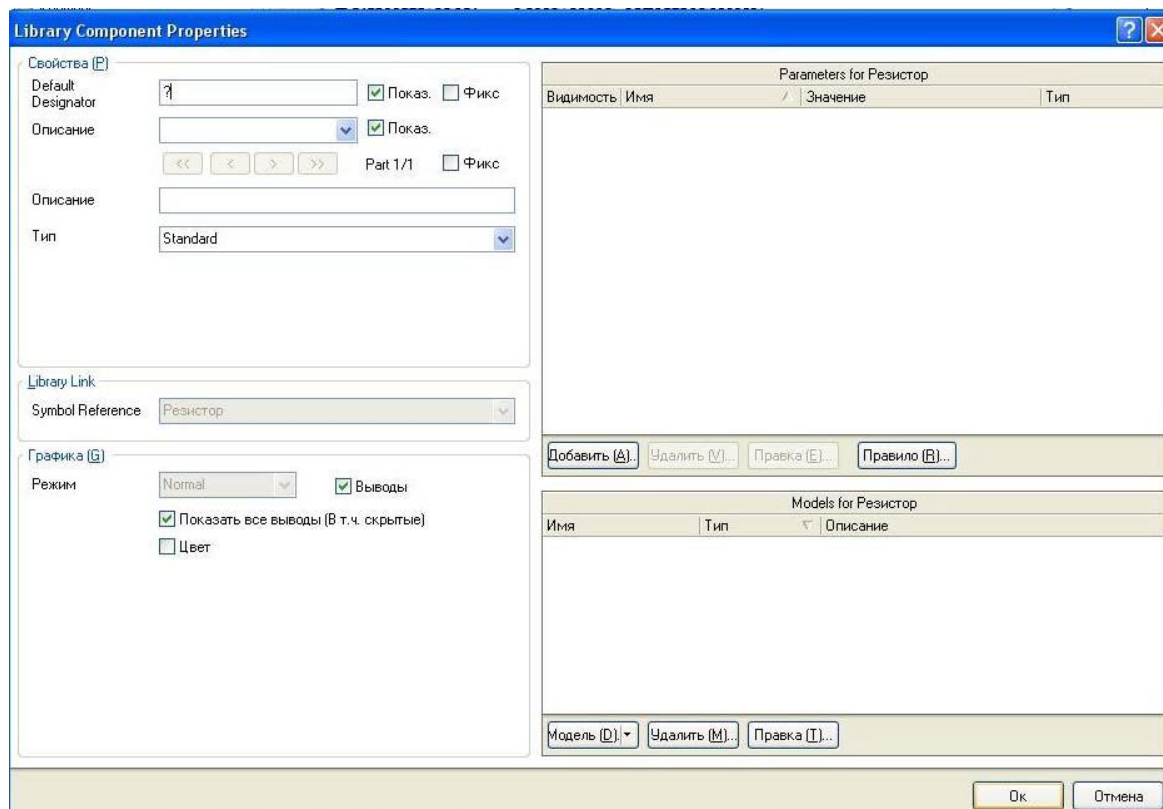 Library Component Properties
Свойства (P)
Default Designator
?
Показ.
Фикс
Описание
Показ.
<<
<
>
>>
Part 1/1
Фикс
Описание
Тип
Standard
Library Link
Symbol Reference
Резистор
Графика (G)
Режим
Normal
Выводы
Показать все выводы (В т.ч. скрытые)
Цвет
Parameters for Резистор
Видимость Имя Значение Тип
Добавить (A)..
Удалить (V)...
Правка (E)...
Правило (R)...
Models for Резистор
Имя Тип Описание
Модель (D).
Удалить (M)...
Правка (T)...
Ок
Отмена